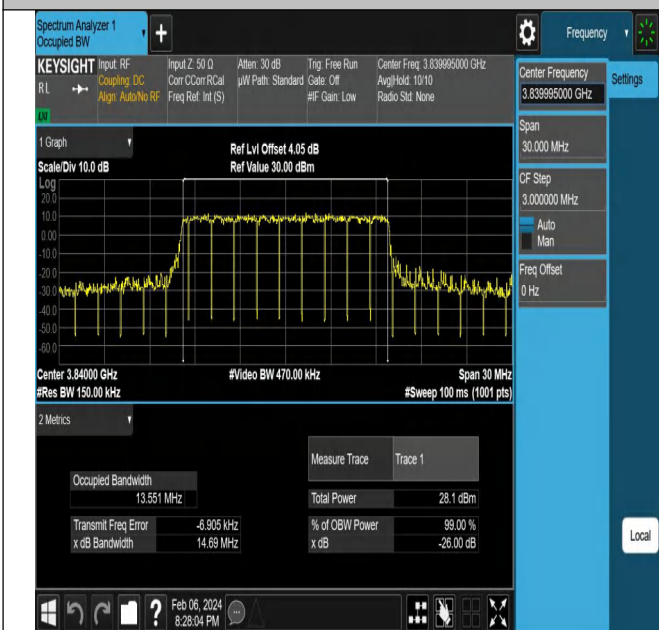 Spectrum Analyzer 1
Occupied BW
Frequency
KEYSIGHT
RL
LXI
Input: RF
Coupling: DC
Align: Auto/No RF
Input Z: 50 Ω
Corr CCorr RCal
Freq Ref: Int (S)
Atten: 30 dB
µW Path: Standard
Trig: Free Run
Gate: Off
#IF Gain: Low
Center Freq: 3.839995000 GHz
Avg|Hold: 10/10
Radio Std: None
1 Graph
Scale/Div 10.0 dB
Ref Lvl Offset 4.05 dB
Ref Value 30.00 dBm
Log
20.0
10.0
0.00
-10.0
-20.0
-30.0
-40.0
-50.0
-60.0
Center 3.84000 GHz
#Res BW 150.00 kHz
#Video BW 470.00 kHz
Span 30 MHz
#Sweep 100 ms (1001 pts)
2 Metrics
Measure Trace Trace 1
Occupied Bandwidth
13.551 MHz
Total Power 28.1 dBm
Transmit Freq Error -6.905 kHz
% of OBW Power 99.00 %
x dB Bandwidth 14.69 MHz
x dB -26.00 dB
Center Frequency
3.839995000 GHz
Settings
Span
30.000 MHz
CF Step
3.000000 MHz
Auto
Man
Freq Offset
0 Hz
Local
?
Feb 06, 2024
8:28:04 PM